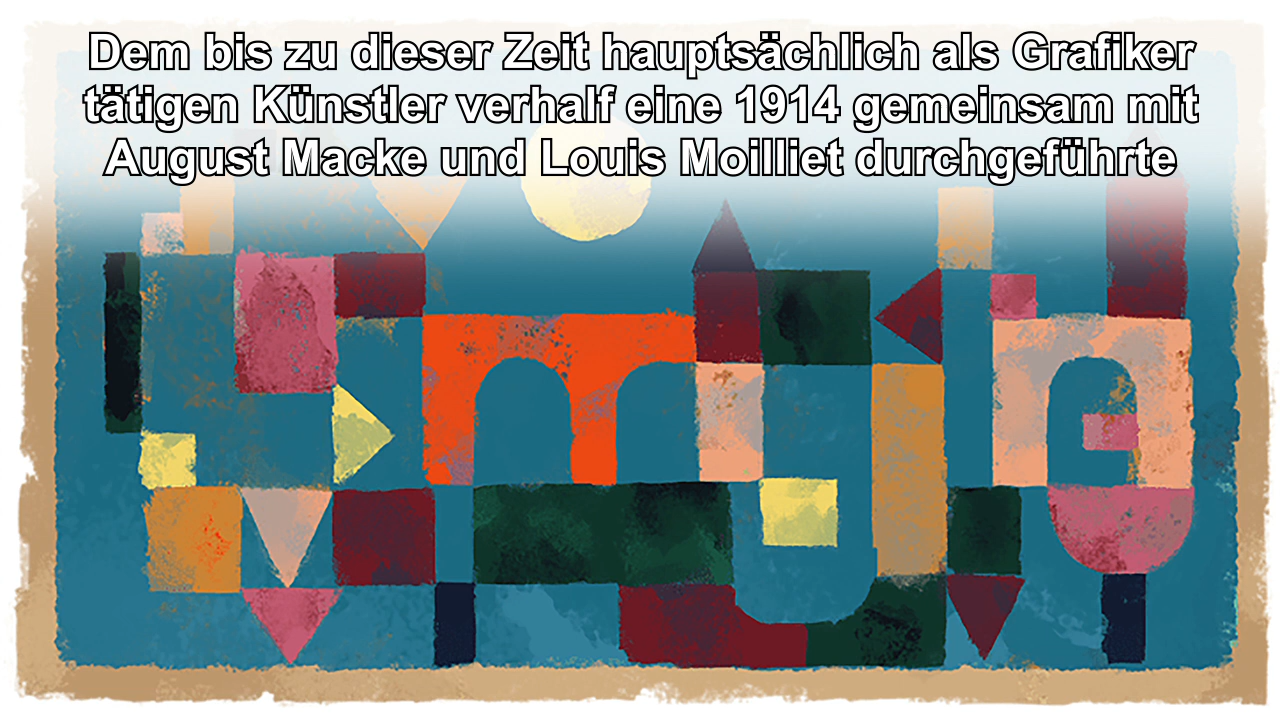 Dem bis zu dieser Zeit hauptsächlich als Grafiker
tätigen Künstler verhalf eine 1914 gemeinsam mit
August Macke und Louis Moilliet durchgeführte